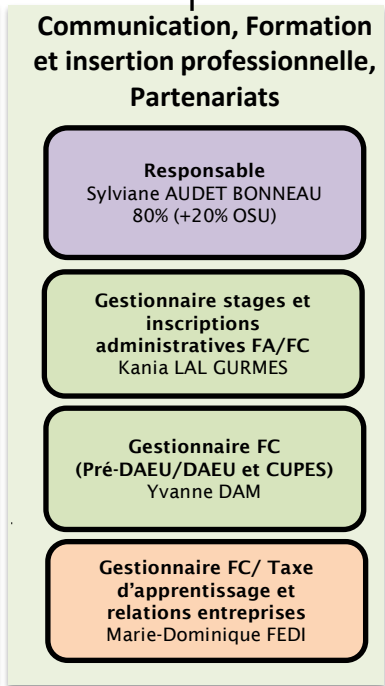 Communication, Formation
et insertion professionnelle,
Partenariats
Responsable
Sylviane AUDET BONNEAU
80% (+20% OSU)
Gestionnaire stages et
inscriptions
administratives FA/FC
Kania LAL GURMES
Gestionnaire FC
(Pré-DAEU/DAEU et CUPES)
Yvanne DAM
Gestionnaire FC/ Taxe
d’apprentissage et
relations entreprises
Marie-Dominique FEDI